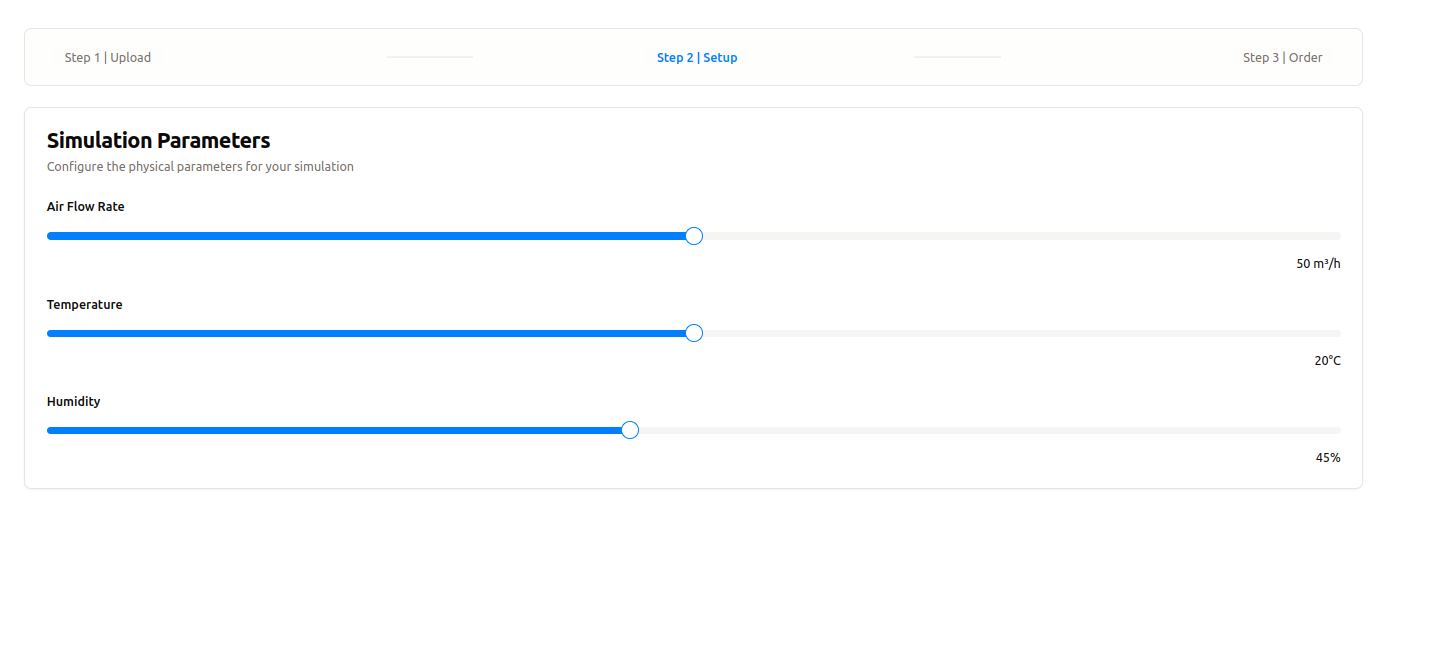 Step 1 | Upload
Step 2 | Setup
Step 3 | Order
Simulation Parameters
Configure the physical parameters for your simulation
Air Flow Rate
50 m³/h
Temperature
20°C
Humidity
45%